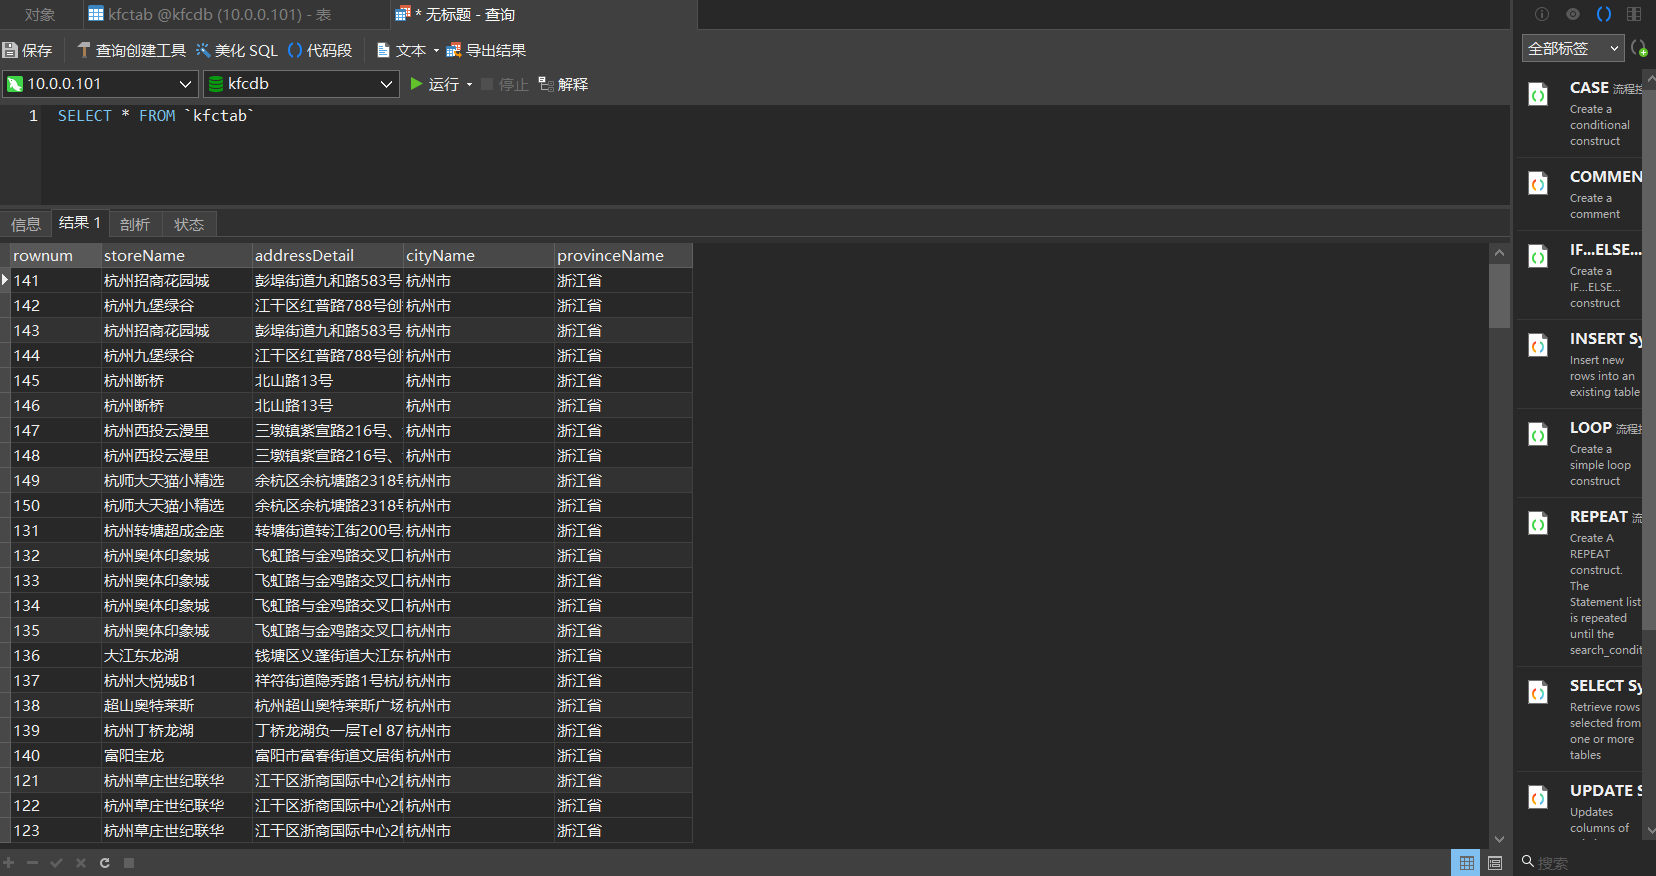 对象 kfctab @kfcdb (10.0.0.101) - 表 * 无标题 - 查询
保存 查询创建工具 美化 SQL () 代码段 文本 导出结果
10.0.0.101 kfcdb 运行 停止 解释
1 SELECT * FROM `kfctab`
信息 结果 1 剖析 状态
rownum storeName addressDetail cityName provinceName
141 杭州招商花园城 彭埠街道九和路583号 杭州市 浙江省
142 杭州九堡绿谷 江干区红普路788号创 杭州市 浙江省
143 杭州招商花园城 彭埠街道九和路583号 杭州市 浙江省
144 杭州九堡绿谷 江干区红普路788号创 杭州市 浙江省
145 杭州断桥 北山路13号 杭州市 浙江省
146 杭州断桥 北山路13号 杭州市 浙江省
147 杭州西投云漫里 三墩镇紫宣路216号、 杭州市 浙江省
148 杭州西投云漫里 三墩镇紫宣路216号、 杭州市 浙江省
149 杭师大天猫小精选 余杭区余杭塘路2318号 杭州市 浙江省
150 杭师大天猫小精选 余杭区余杭塘路2318号 杭州市 浙江省
131 杭州转塘超成金座 转塘街道转江街200号 杭州市 浙江省
132 杭州奥体印象城 飞虹路与金鸡路交叉口 杭州市 浙江省
133 杭州奥体印象城 飞虹路与金鸡路交叉口 杭州市 浙江省
134 杭州奥体印象城 飞虹路与金鸡路交叉口 杭州市 浙江省
135 杭州奥体印象城 飞虹路与金鸡路交叉口 杭州市 浙江省
136 大江东龙湖 钱塘区义蓬街道大江东 杭州市 浙江省
137 杭州大悦城B1 祥符街道隐秀路1号杭州 杭州市 浙江省
138 超山奥特莱斯 杭州超山奥特莱斯广场 杭州市 浙江省
139 杭州丁桥龙湖 丁桥龙湖负一层Tel 87 杭州市 浙江省
140 富阳宝龙 富阳市富春街道文居街 杭州市 浙江省
121 杭州草庄世纪联华 江干区浙商国际中心2幢 杭州市 浙江省
122 杭州草庄世纪联华 江干区浙商国际中心2幢 杭州市 浙江省
123 杭州草庄世纪联华 江干区浙商国际中心2幢 杭州市 浙江省
全部标签
CASE 流程控
Create a
conditional
construct
COMMEN
Create a
comment
IF...ELSE...
Create a
IF...ELSE...
construct
INSERT Sy
Insert new
rows into an
existing table
LOOP 流程控
Create a
simple loop
construct
REPEAT 流
Create A
REPEAT
construct.
The
Statement list
is repeated
until the
search_condit
SELECT Sy
Retrieve rows
selected from
one or more
tables
UPDATE S
Updates
columns of
搜索